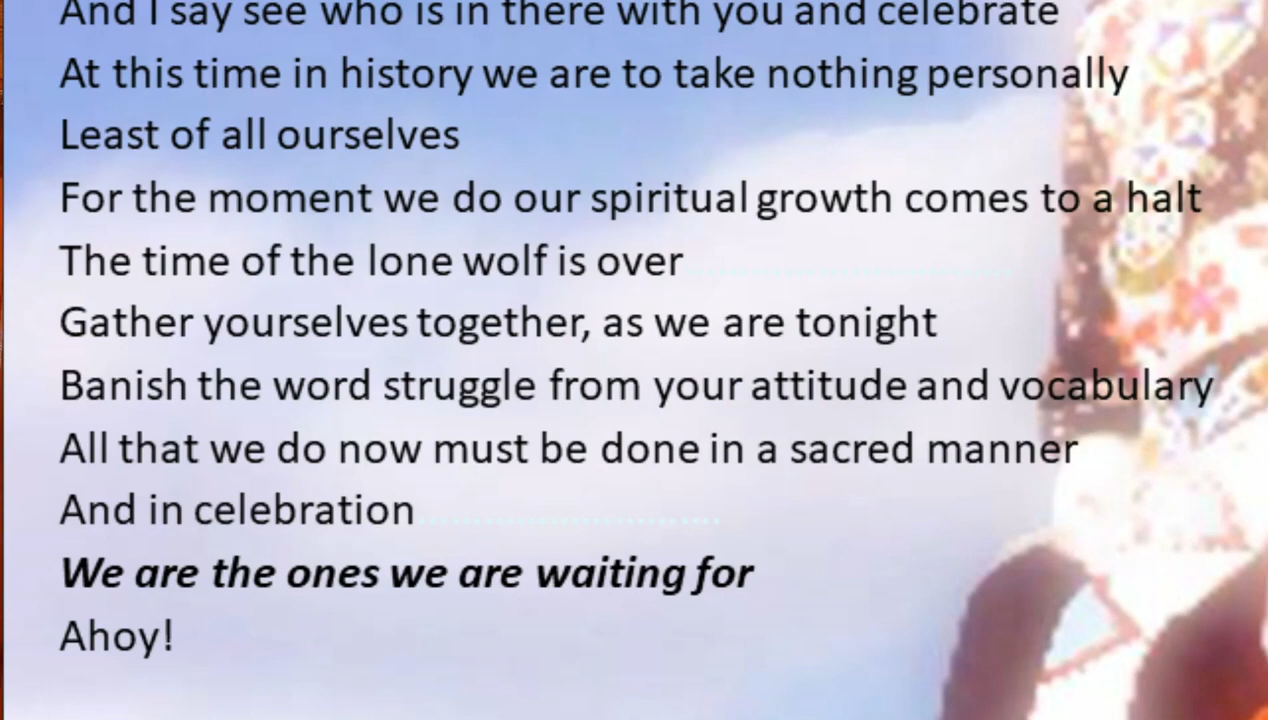 And I say see who is in there with you and celebrate
At this time in history we are to take nothing personally
Least of all ourselves
For the moment we do our spiritual growth comes to a halt
The time of the lone wolf is over
Gather yourselves together, as we are tonight
Banish the word struggle from your attitude and vocabulary
All that we do now must be done in a sacred manner
And in celebration
We are the ones we are waiting for
Ahoy!